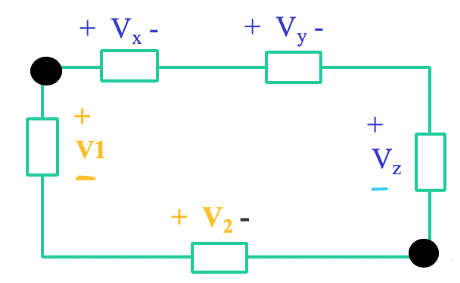 + Vx - + Vy -
+
V1
-
+
Vz
-
+ V2 -